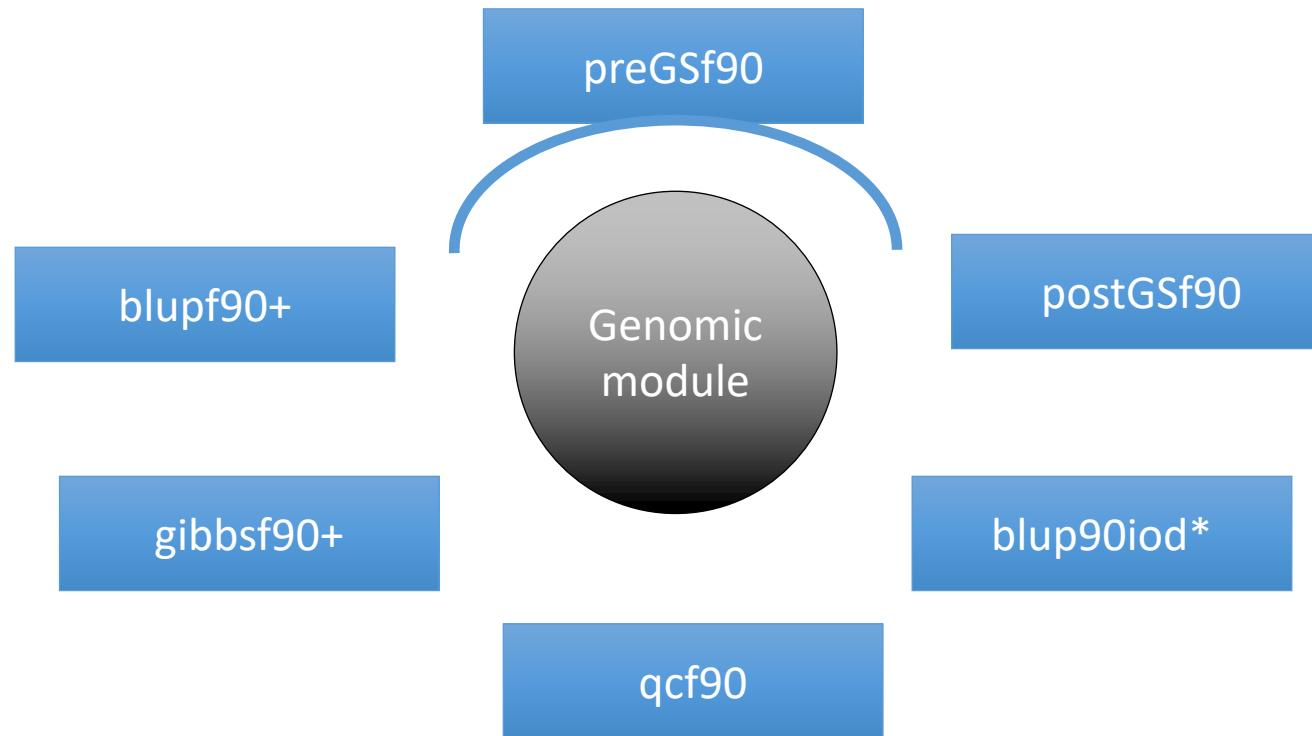 preGSf90
blupf90+
postGSf90
Genomic
module
gibbsf90+
blup90iod*
qcf90